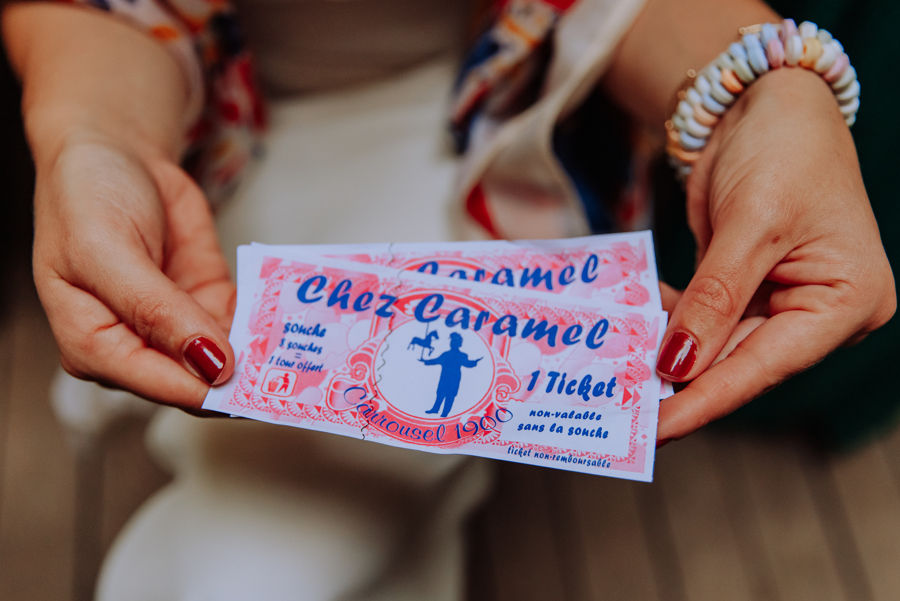 Caramel
Chez Caramel
souche
8 souches
=
1 tour offert
1 Ticket
Carrousel 1900
non-valable
sans la souche
ticket non-remboursable